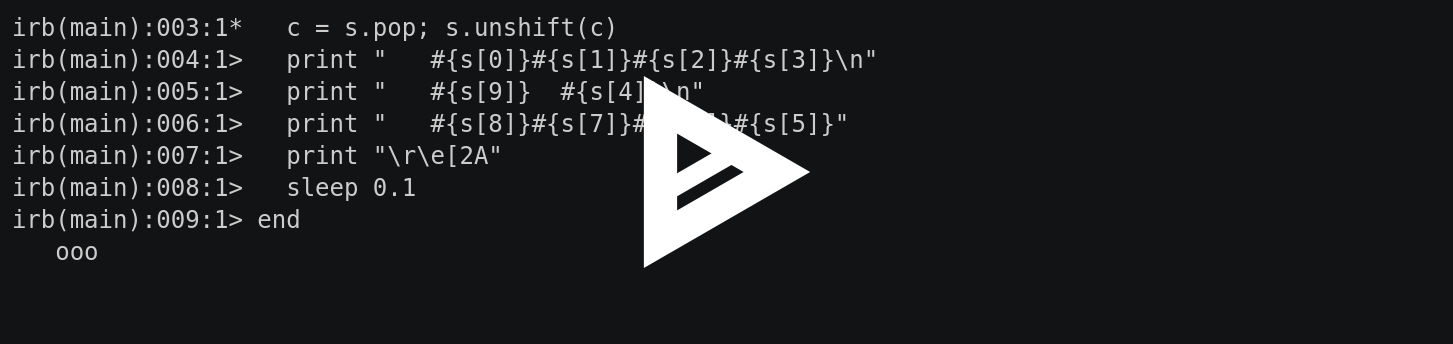 irb(main):003:1*   c = s.pop; s.unshift(c)
irb(main):004:1>   print "   #{s[0]}#{s[1]}#{s[2]}#{s[3]}\n"
irb(main):005:1>   print "   #{s[9]}  #{s[4] \n"
irb(main):006:1>   print "   #{s[8]}#{s[7]}# }#{s[5]}"
irb(main):007:1>   print "\r\e[2A"
irb(main):008:1>   sleep 0.1
irb(main):009:1> end
   ooo